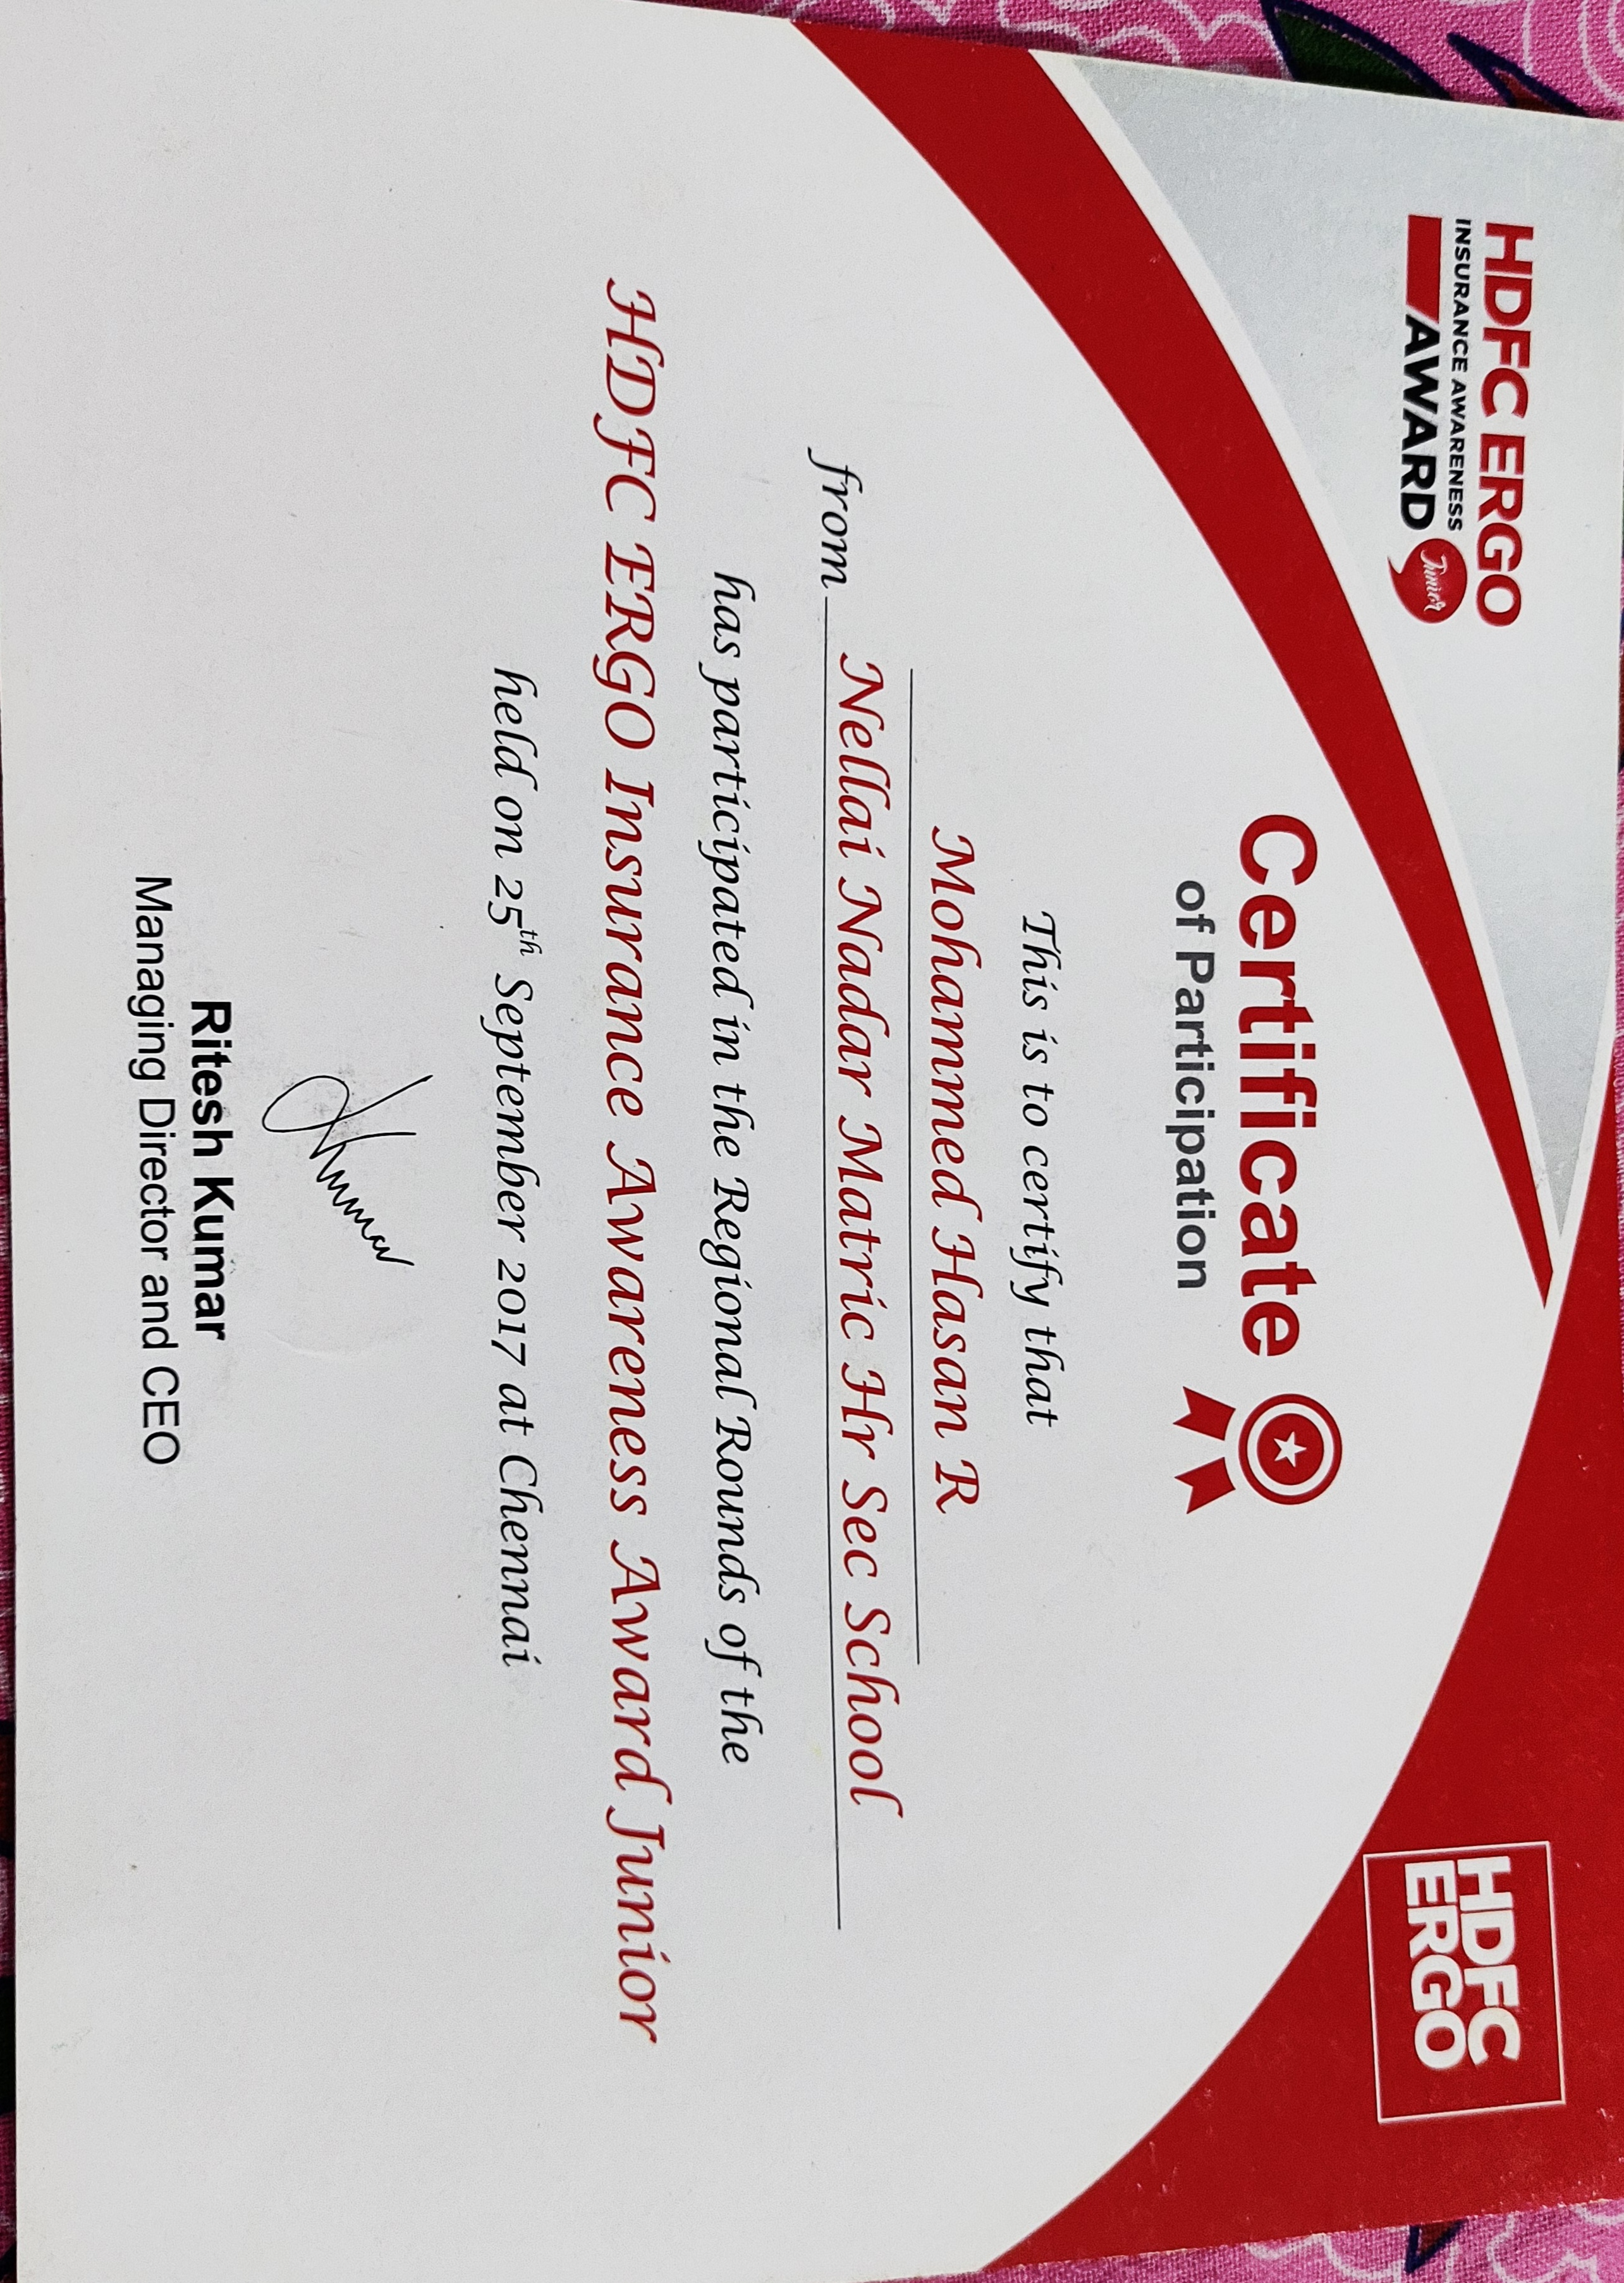 HDFC ERGO
INSURANCE AWARENESS
AWARD Junior
HDFC
ERGO
Certificate
of Participation
This is to certify that
Mohammed Hasan R
from Nellai Nadar Matric Hr Sec School
has participated in the Regional Rounds of the
HDFC ERGO Insurance Awareness Award Junior
held on 25th September 2017 at Chennai
Kumar
Ritesh Kumar
Managing Director and CEO